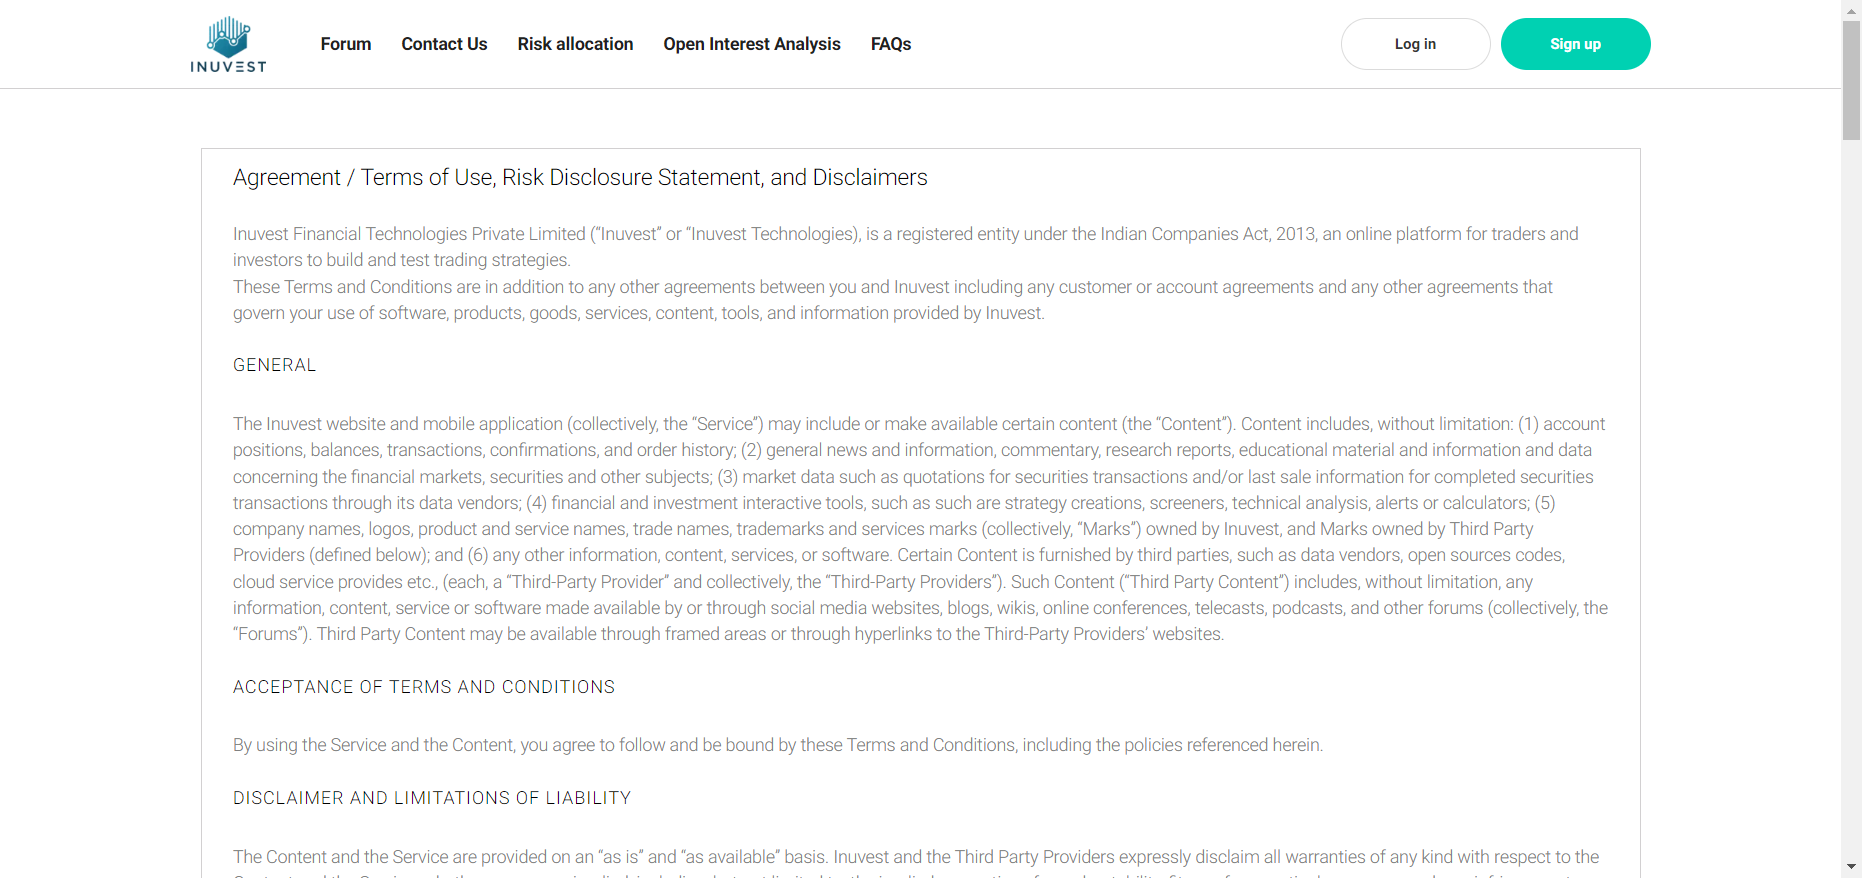 INUVEST
Forum Contact Us Risk allocation Open Interest Analysis FAQs Log in Sign up
Agreement / Terms of Use, Risk Disclosure Statement, and Disclaimers
Inuvest Financial Technologies Private Limited (“Inuvest” or “Inuvest Technologies), is a registered entity under the Indian Companies Act, 2013, an online platform for traders and
investors to build and test trading strategies.
These Terms and Conditions are in addition to any other agreements between you and Inuvest including any customer or account agreements and any other agreements that
govern your use of software, products, goods, services, content, tools, and information provided by Inuvest.
GENERAL
The Inuvest website and mobile application (collectively, the “Service”) may include or make available certain content (the “Content”). Content includes, without limitation: (1) account
positions, balances, transactions, confirmations, and order history; (2) general news and information, commentary, research reports, educational material and information and data
concerning the financial markets, securities and other subjects; (3) market data such as quotations for securities transactions and/or last sale information for completed securities
transactions through its data vendors; (4) financial and investment interactive tools, such as such are strategy creations, screeners, technical analysis, alerts or calculators; (5)
company names, logos, product and service names, trade names, trademarks and services marks (collectively, “Marks”) owned by Inuvest, and Marks owned by Third Party
Providers (defined below); and (6) any other information, content, services, or software. Certain Content is furnished by third parties, such as data vendors, open sources codes,
cloud service provides etc., (each, a “Third-Party Provider” and collectively, the “Third-Party Providers”). Such Content (“Third Party Content”) includes, without limitation, any
information, content, service or software made available by or through social media websites, blogs, wikis, online conferences, telecasts, podcasts, and other forums (collectively, the
“Forums”). Third Party Content may be available through framed areas or through hyperlinks to the Third-Party Providers’ websites.
ACCEPTANCE OF TERMS AND CONDITIONS
By using the Service and the Content, you agree to follow and be bound by these Terms and Conditions, including the policies referenced herein.
DISCLAIMER AND LIMITATIONS OF LIABILITY
The Content and the Service are provided on an “as is” and “as available” basis. Inuvest and the Third Party Providers expressly disclaim all warranties of any kind with respect to the